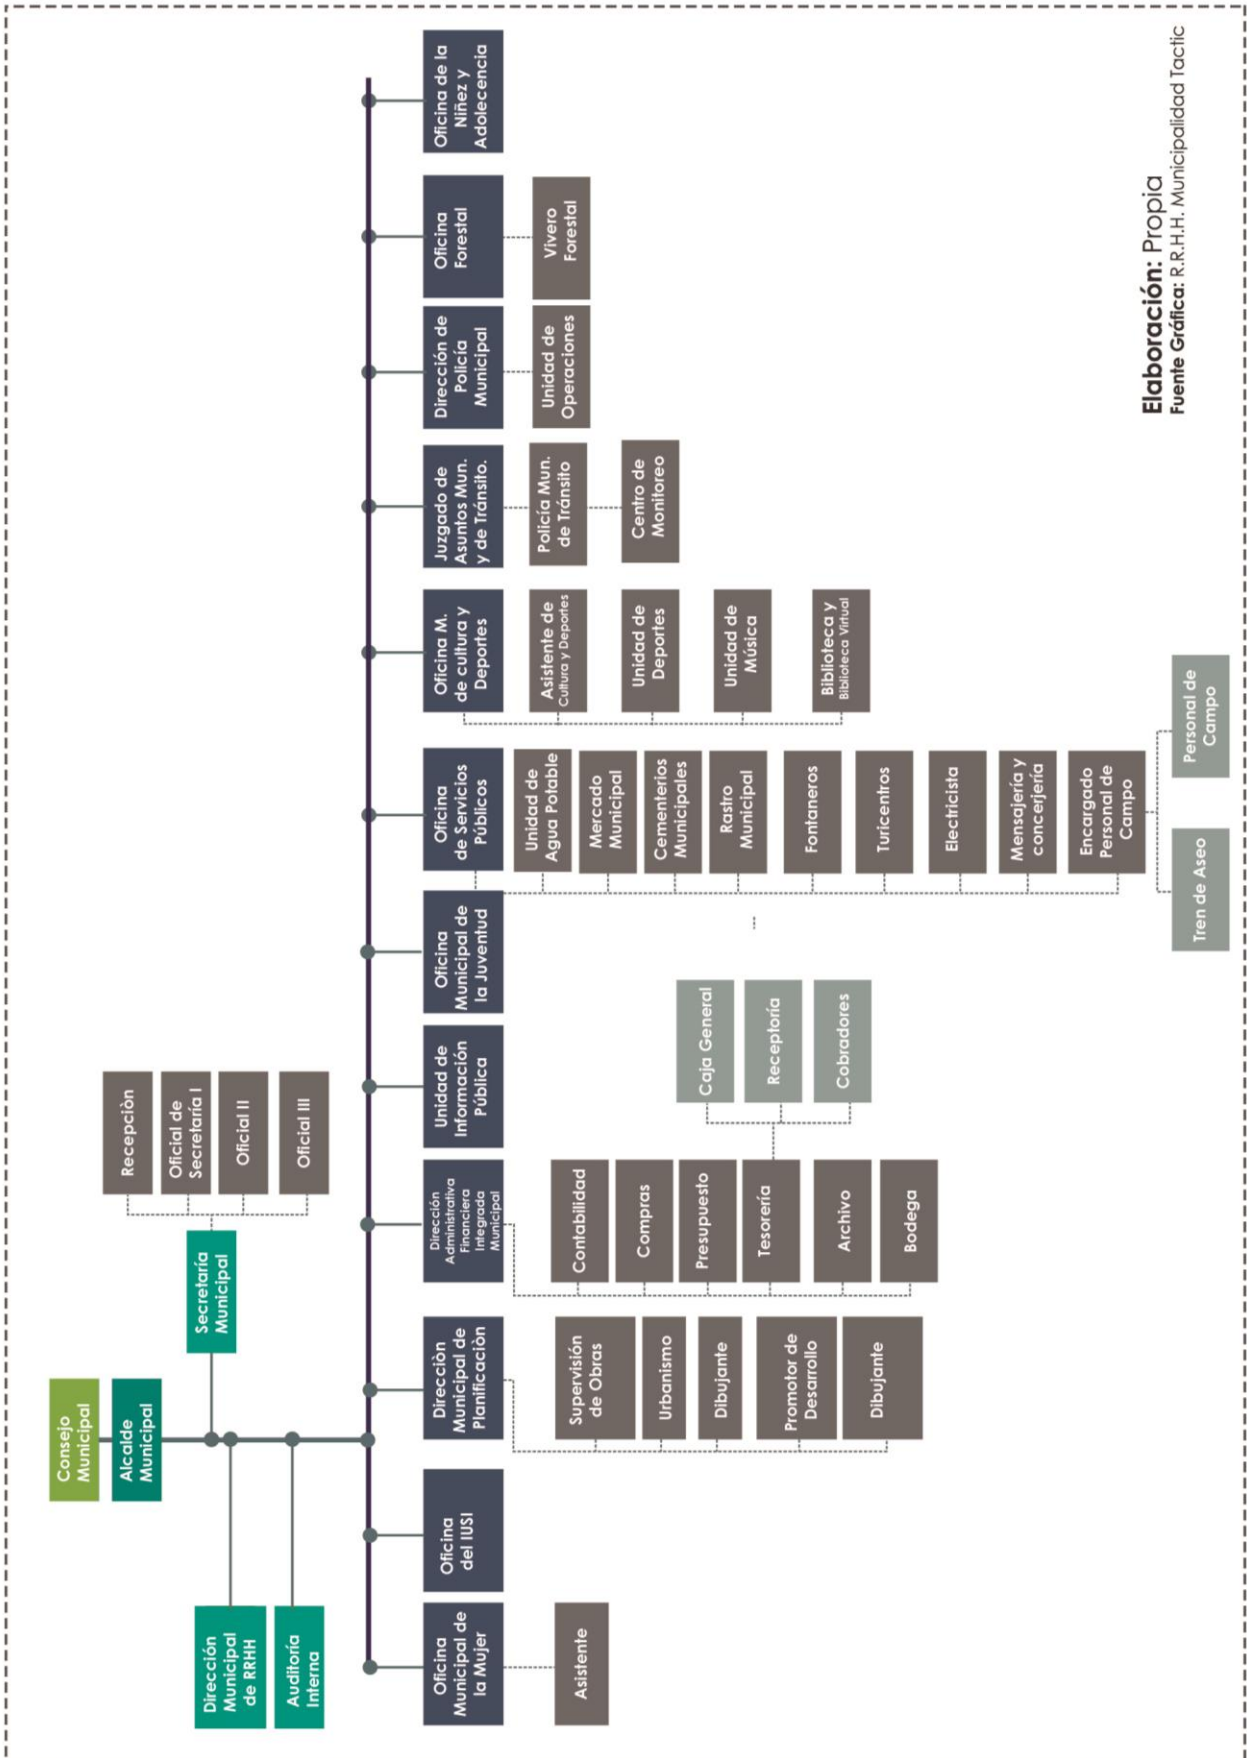 Consejo
Municipal
Alcalde
Municipal
Secretaría
Municipal
Recepciòn
Oficial de
Secretaría I
Oficial II
Oficial III
Dirección
Municipal
de RRHH
Auditoría
Interna
Oficina
Municipal de
la Mujer
Asistente
Oficina
del IUSI
Direcciòn
Municipal de
Planificaciòn
Supervisión
de Obras
Urbanismo
Dibujante
Promotor de
Desarrollo
Dibujante
Dirección
Administrativa
Financiera
Integrada
Municipal
Contabilidad
Compras
Presupuesto
Tesorería
Archivo
Bodega
Caja General
Receptoría
Cobradores
Unidad de
Información
Pública
Oficina
Municipal de
la Juventud
Oficina
de Servicios
Públicos
Unidad de
Agua Potable
Mercado
Municipal
Cementerios
Municipales
Rastro
Municipal
Fontaneros
Turicentros
Electricista
Mensajería y
concerjería
Encargado
Personal de
Campo
Tren de Aseo
Personal de
Campo
Oficina M.
de cultura y
Deportes
Asistente de
Cultura y Deportes
Unidad de
Deportes
Unidad de
Música
Biblioteca y
Biblioteca Virtual
Juzgado de
Asuntos Mun.
y de Tránsito.
Policía Mun.
de Tránsito
Centro de
Monitoreo
Dirección de
Policía
Municipal
Unidad de
Operaciones
Oficina
Forestal
Vivero
Forestal
Oficina de la
Niñez y
Adolecencia
Elaboración: Propia
Fuente Gráfica: R.R.H.H. Municipalidad Tactic